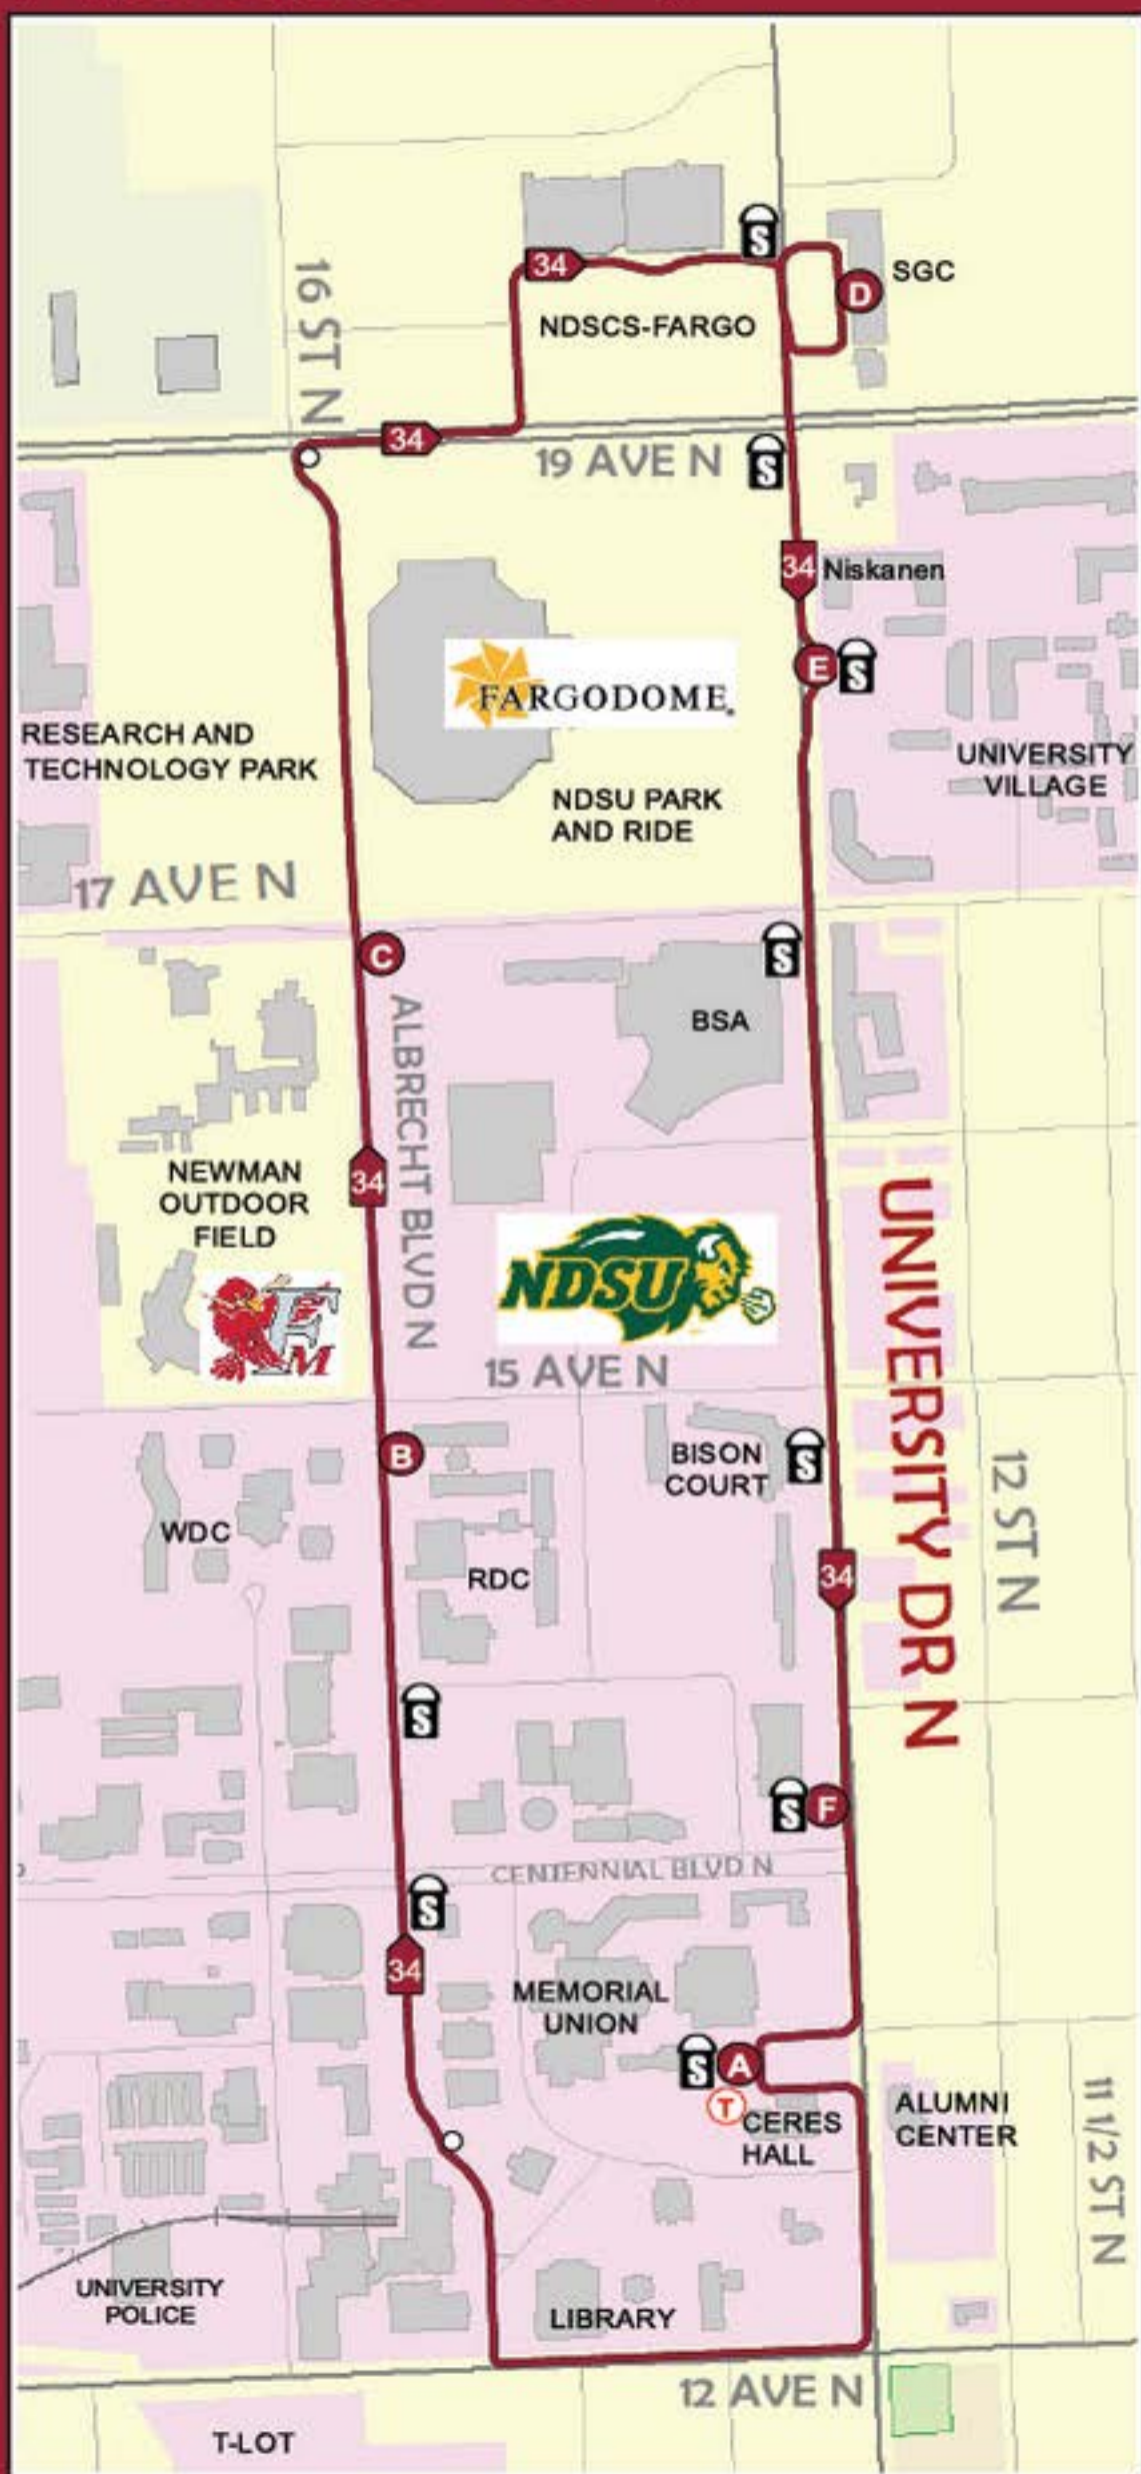 S
34
D
SGC
NDSCS-FARGO
16 ST N
34
19 AVE N
S
34
Niskanen
E
S
FARGODOME
RESEARCH AND
TECHNOLOGY PARK
UNIVERSITY
VILLAGE
NDSU PARK
AND RIDE
17 AVE N
C
S
BSA
ALBRECHT BLVD N
34
NEWMAN
OUTDOOR
FIELD
UNIVERSITY DR N
NDSU
FM
15 AVE N
B
BISON
COURT
S
12 ST N
WDC
RDC
34
S
S
F
CENTENNIAL BLVD N
S
34
MEMORIAL
UNION
S
A
T
CERES
HALL
ALUMNI
CENTER
11 1/2 ST N
UNIVERSITY
POLICE
LIBRARY
12 AVE N
T-LOT